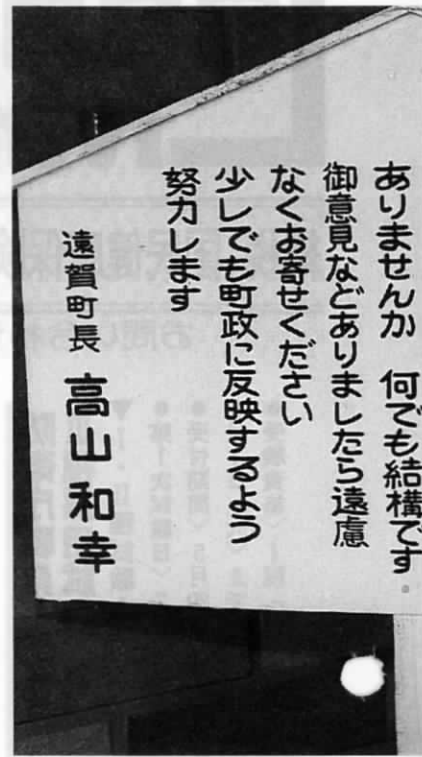 ありませんか　何でも結構です。
御意見などありましたら遠慮
なくお寄せください
少しでも町政に反映するよう
努力します
遠賀町長　高山和幸